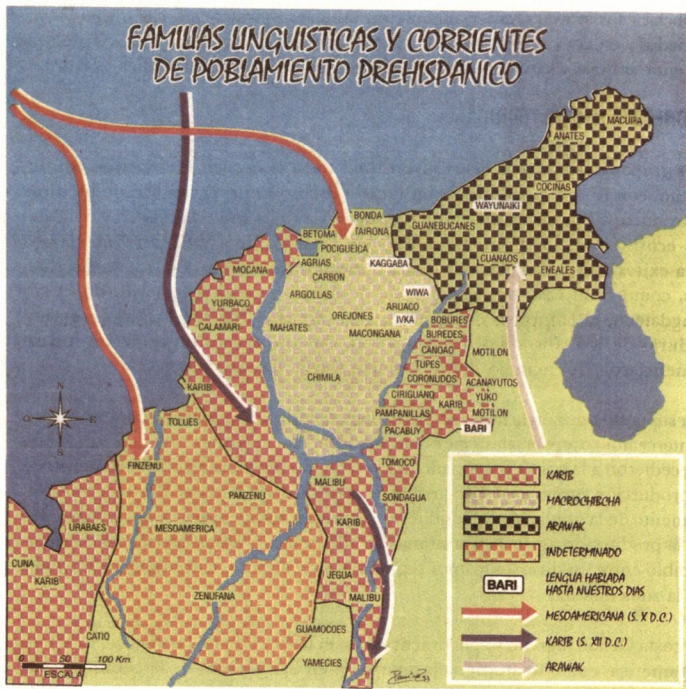 FAMILIAS LINGUISTICAS Y CORRIENTES
DE POBLAMIENTO PREHISPANICO
MACUIRA
ANATES
COCINAS
WAYUNAIKI
BONDA
GUANEBUCANES
TAIRONA
BETOMA
POCIGUEICA
GUANAOS
AGRIAS
KAGGABA
ENEALES
MOCANA
CARBON
WIWA
ARGOLLAS
ARUACO
YURBACO
OREJONES
IVKA
BOBURES
CALAMARI
MAHATES
MACONGANA
BUREDES
CANOAO
MOTILON
TUPES
CHIMILA
CORONUDOS
ACANAYUTOS
KARIB
CIRIGUANO
YUKO
KARIB
PAMPANILLAS
MOTILON
TOLUES
PACABUY
BARI
N
G
E
S
FINZENU
TOMOCO
MALIBU
PANZENU
SONDAGUA
URABAES
MESOAMERICA
KARIB
CUNA
KARIB
JEGUA
ZENUFANA
MALIBU
CATIO
GUAMOCOES
YAMECIES
0 50 100 Km.
ESCALA
KARIB
MACROCHIBCHA
ARAWAK
INDETERMINADO
BARI
LENGUA HABLADA
HASTA NUESTROS DIAS
MESOAMERICANA (S. X D.C.)
KARIB (S. XII D.C.)
ARAWAK